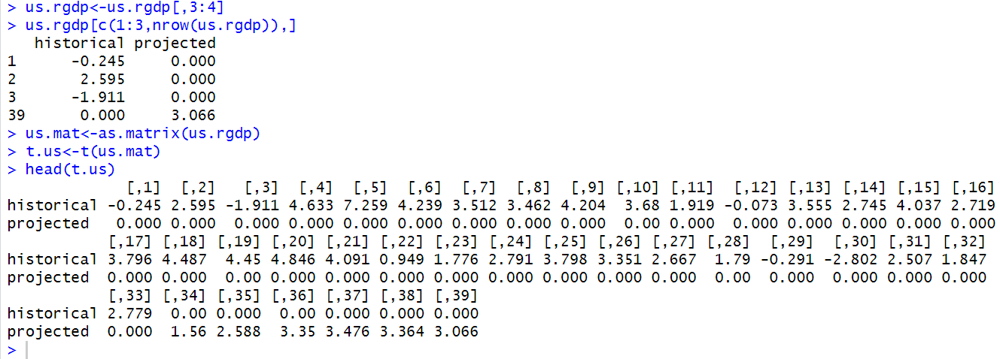 > us.rgdp<-us.rgdp[,3:4]
> us.rgdp[c(1:3,nrow(us.rgdp)),]
   historical projected
1      -0.245     0.000
2       2.595     0.000
3      -1.911     0.000
39      0.000     3.066
> us.mat<-as.matrix(us.rgdp)
> t.us<-t(us.mat)
> head(t.us)
             [,1]  [,2]   [,3]  [,4]  [,5]  [,6]  [,7]  [,8]  [,9] [,10] [,11]  [,12] [,13] [,14] [,15] [,16]
historical -0.245 2.595 -1.911 4.633 7.259 4.239 3.512 3.462 4.204  3.68 1.919 -0.073 3.555 2.745 4.037 2.719
projected   0.000 0.000  0.000 0.000 0.000 0.000 0.000 0.000 0.000  0.00 0.000  0.000 0.000 0.000 0.000 0.000
           [,17] [,18] [,19] [,20] [,21] [,22] [,23] [,24] [,25] [,26] [,27] [,28]  [,29]  [,30] [,31] [,32]
historical 3.796 4.487  4.45 4.846 4.091 0.949 1.776 2.791 3.798 3.351 2.667  1.79 -0.291 -2.802 2.507 1.847
projected  0.000 0.000  0.00 0.000 0.000 0.000 0.000 0.000 0.000 0.000 0.000  0.00  0.000  0.000 0.000 0.000
           [,33] [,34] [,35] [,36] [,37] [,38] [,39]
historical 2.779  0.00 0.000  0.00 0.000 0.000 0.000
projected  0.000  1.56 2.588  3.35 3.476 3.364 3.066
>